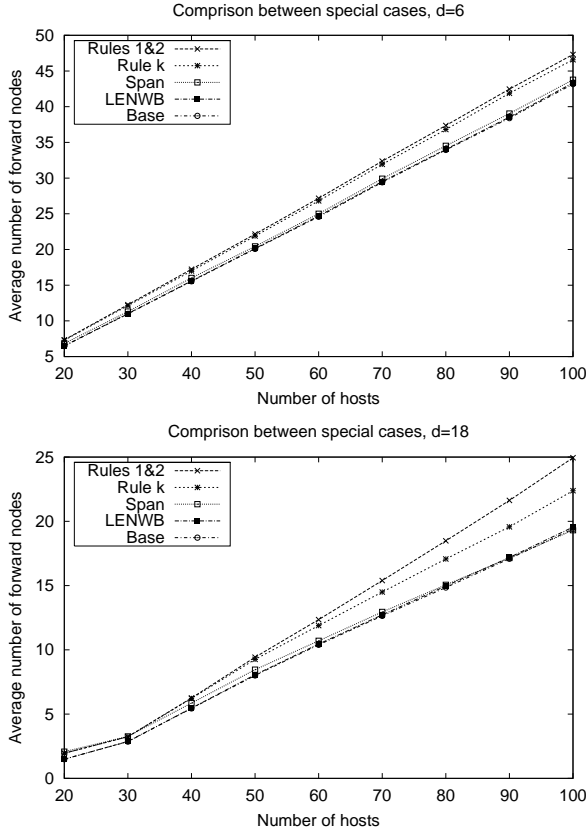 Comprison between special cases, d=6
50
45
40
35
30
25
20
15
10
5
Average number of forward nodes
Rules 1&2
Rule k
Span
LENWB
Base
20 30 40 50 60 70 80 90 100
Number of hosts
Comprison between special cases, d=18
25
20
15
10
5
0
Average number of forward nodes
Rules 1&2
Rule k
Span
LENWB
Base
20 30 40 50 60 70 80 90 100
Number of hosts